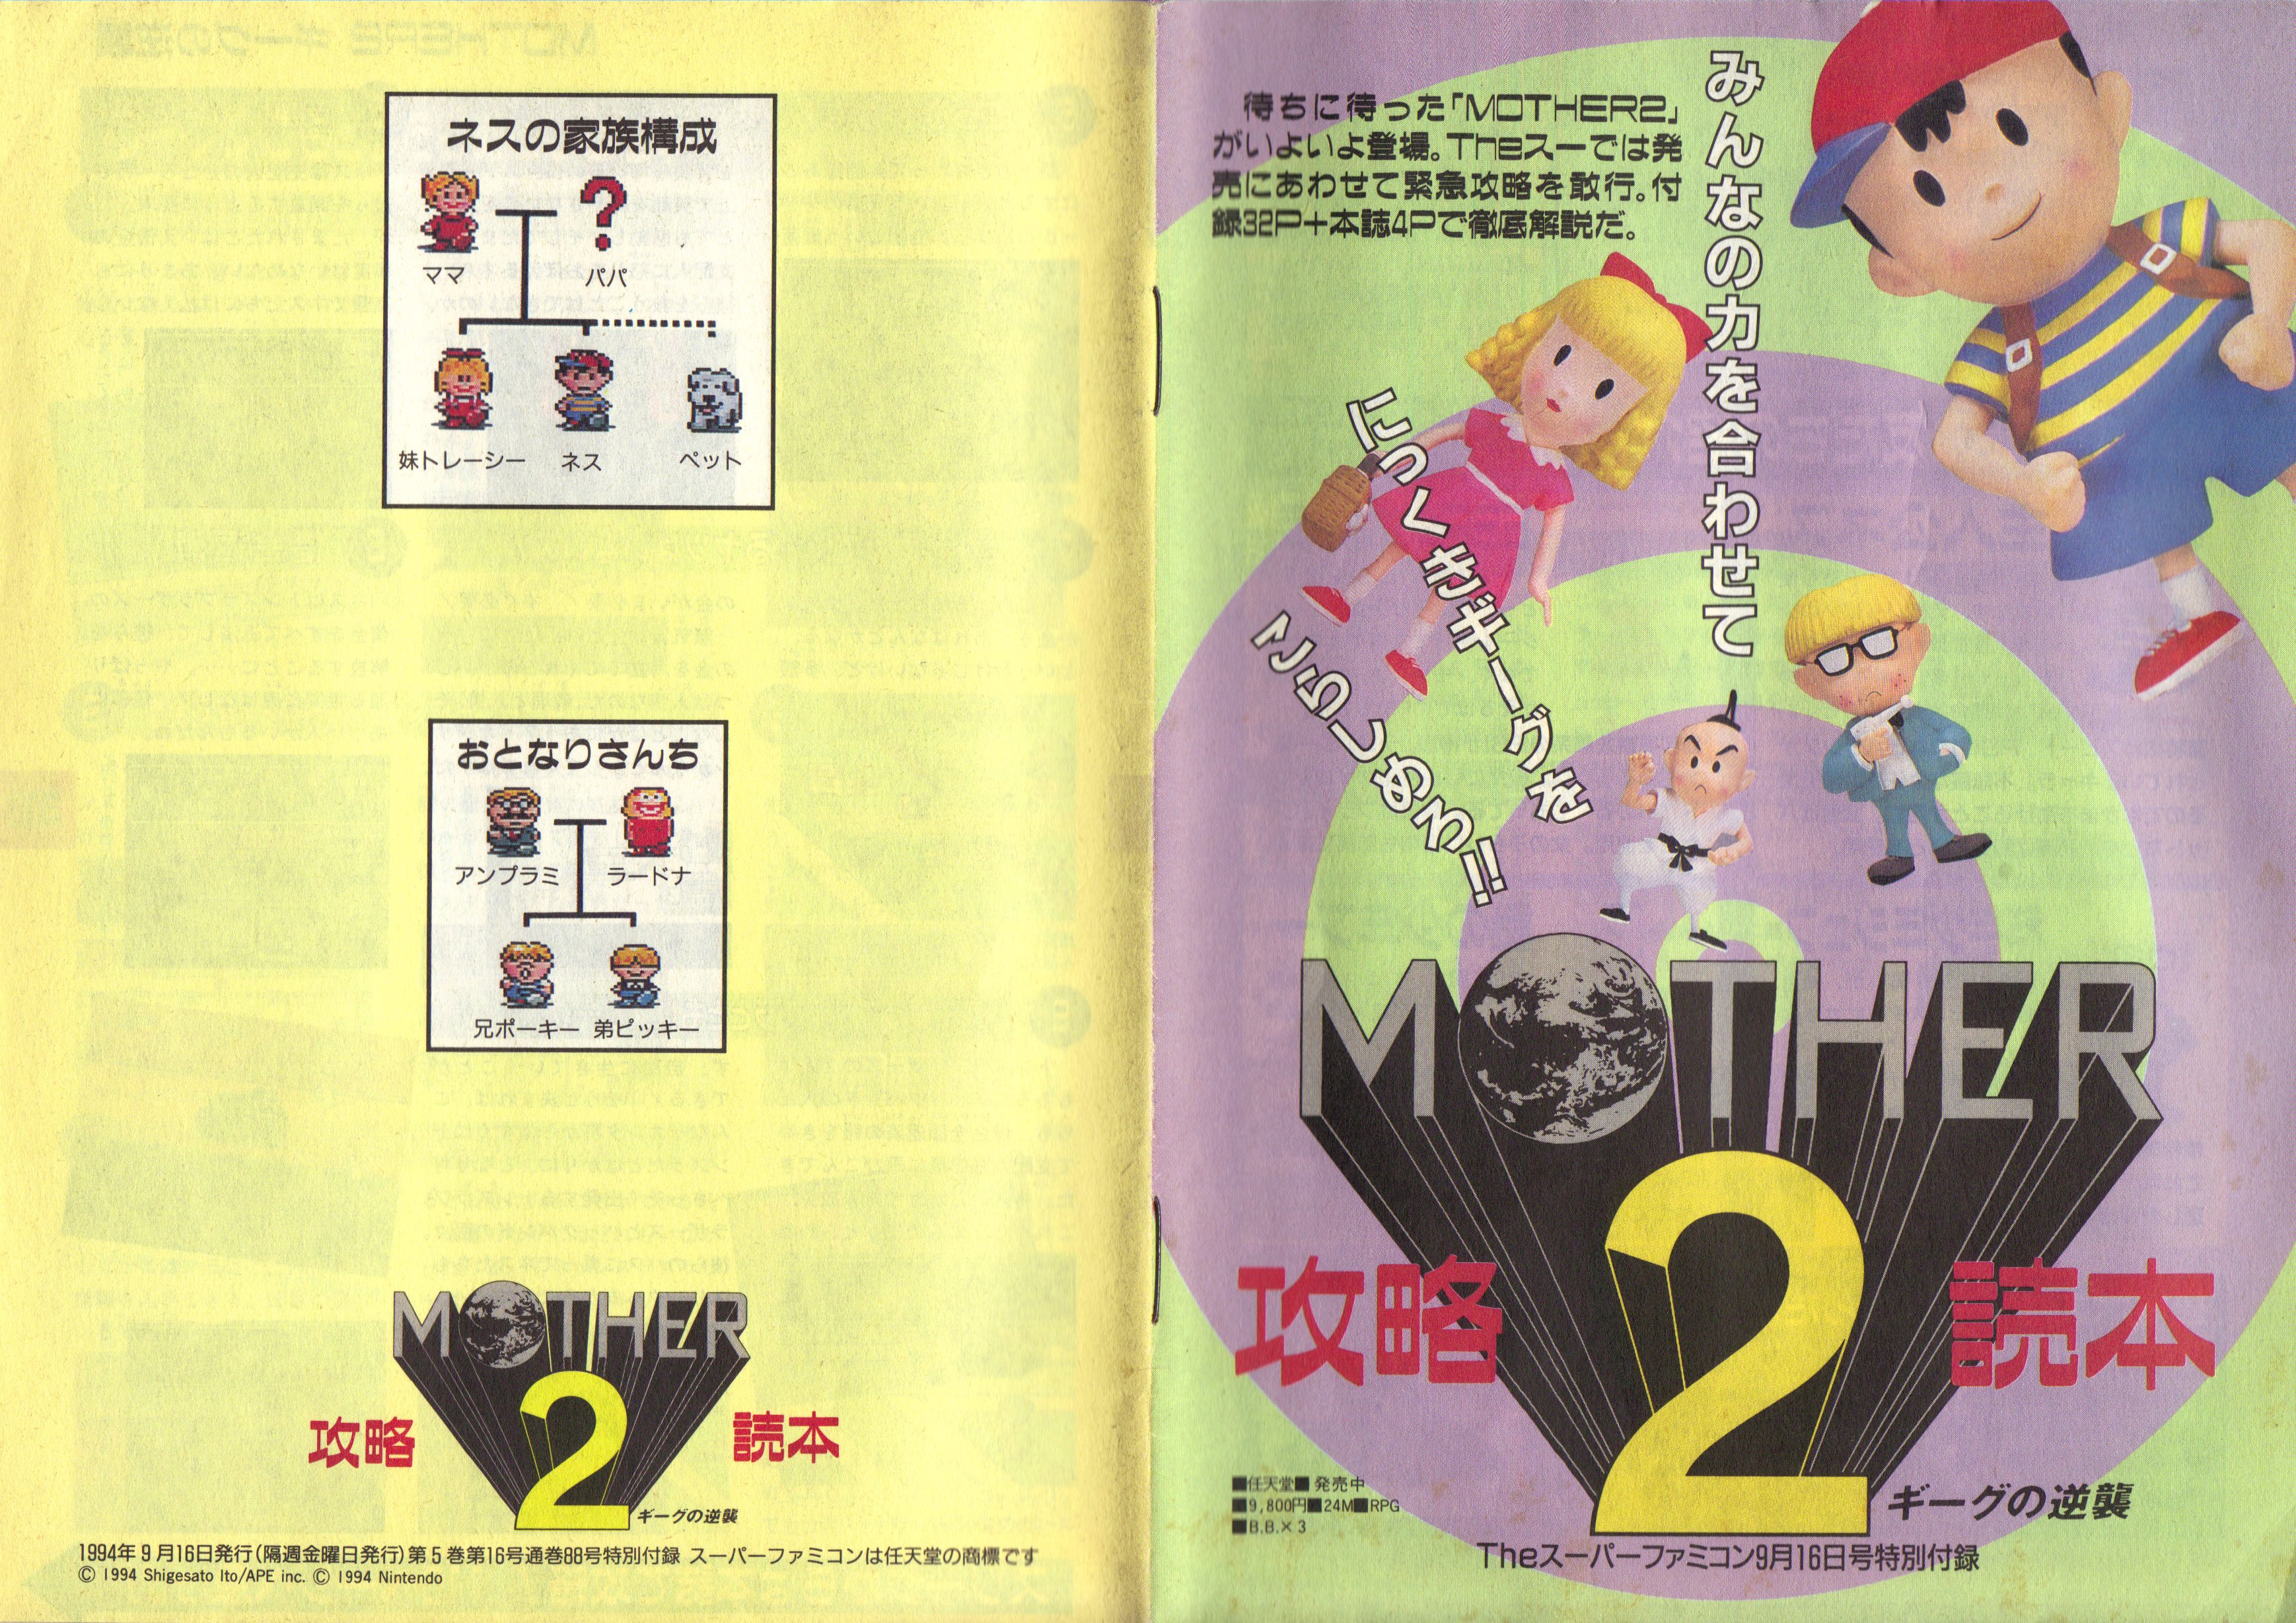 ネスの家族構成
ママ
?
パパ
妹トレーシー
ネス
ペット
おとなりさんち
アンプラミ
ラードナ
兄ポーキー
弟ピッキー
MOTHER
2
攻略
読本
ギーグの逆襲
1994年9月16日発行(隔週金曜日発行)第5巻第16号通巻88号特別付録 スーパーファミコンは任天堂の商標です
© 1994 Shigesato Ito/APE inc. © 1994 Nintendo
待ちに待った「MOTHER2」
がいよいよ登場。Theスーでは発
売にあわせて緊急攻略を敢行。付
録32P+本誌4Pで徹底解説だ。
みんなの力を合わせて
にっくきギーグを
こらしめろ!!
MOTHER
2
攻略
読本
ギーグの逆襲
■任天堂■発売中
■9,800円■24M■RPG
■B.B.×3
Theスーパーファミコン9月16日号特別付録